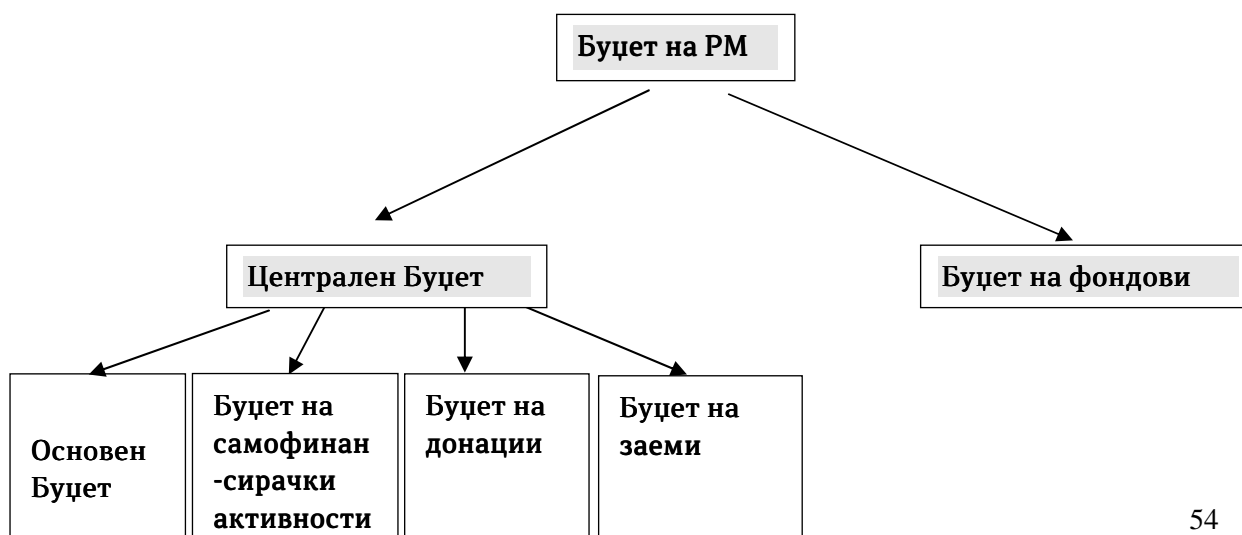 Буџет на РМ
Централен Буџет
Буџет на фондови
Основен
Буџет
Буџет на
самофинан
-сирачки
активности
Буџет на
донации
Буџет на
заеми
54